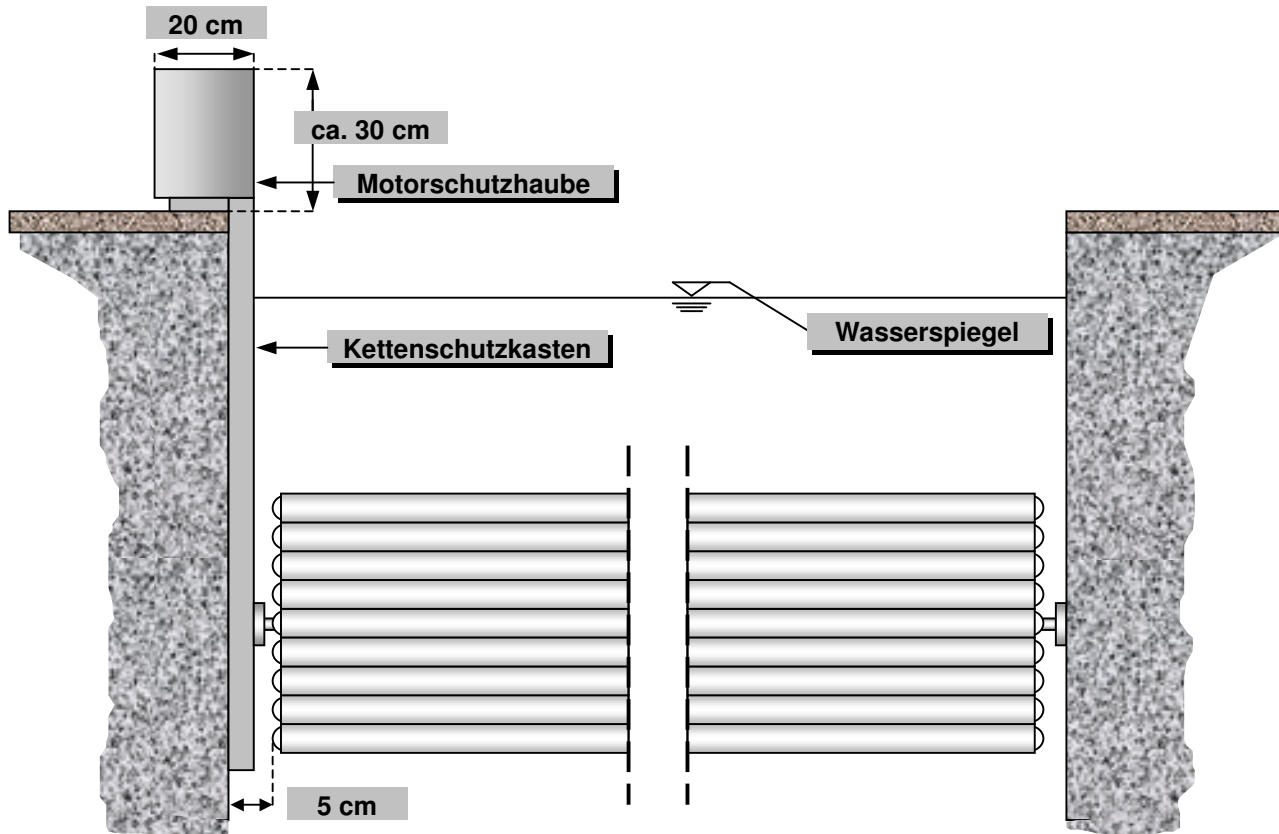 20 cm
ca. 30 cm
Motorschutzhaube
Wasserspiegel
Kettenschutzkasten
5 cm